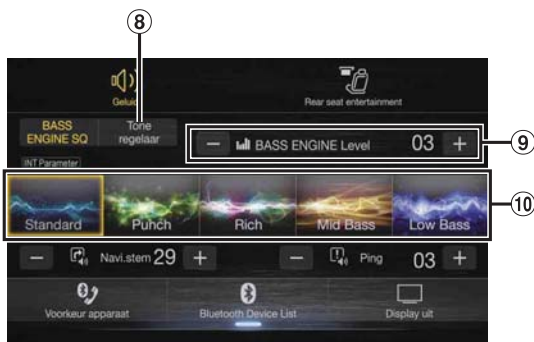 8
Geluid
Rear seat entertainment
BASS ENGINE SQ
Tone regelaar
− BASS ENGINE Level 03 +
9
INT Parameter
Standard Punch Rich Mid Bass Low Bass
10
− Navi.stem 29 + − Ping 03 +
Voorkeur apparaat
Bluetooth Device List
Display uit